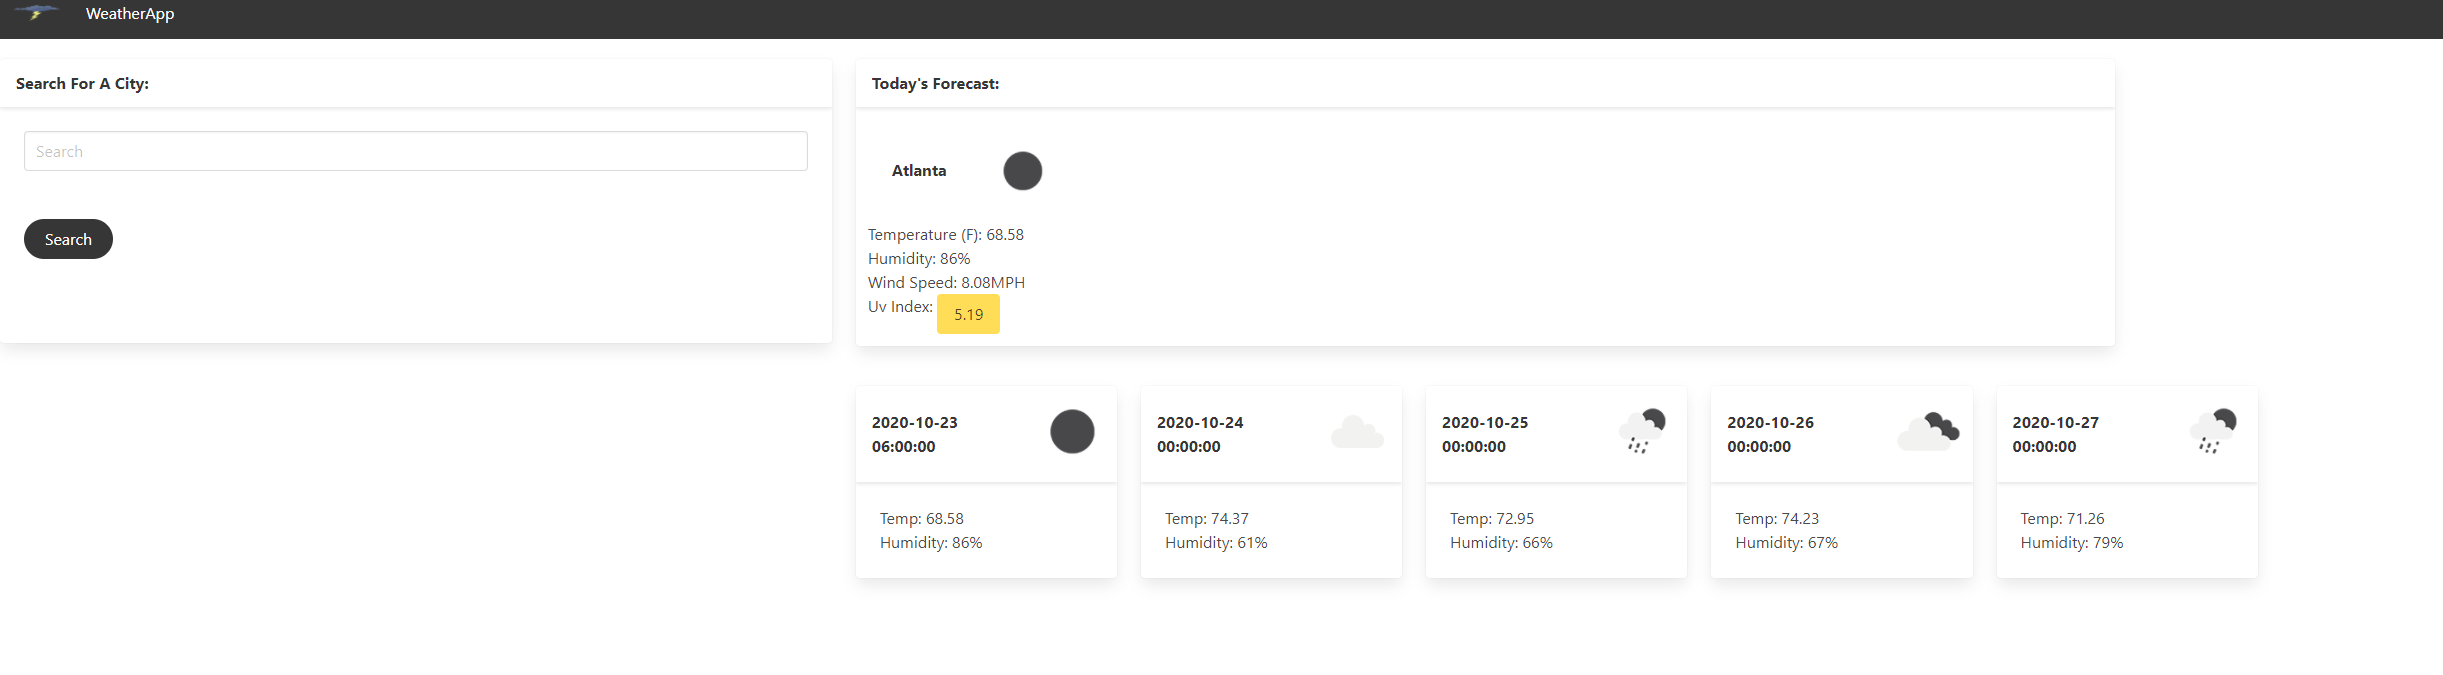 WeatherApp
Search For A City:
Search
Search
Today's Forecast:
Atlanta
Temperature (F): 68.58
Humidity: 86%
Wind Speed: 8.08MPH
Uv Index: 5.19
2020-10-23
06:00:00
Temp: 68.58
Humidity: 86%
2020-10-24
00:00:00
Temp: 74.37
Humidity: 61%
2020-10-25
00:00:00
Temp: 72.95
Humidity: 66%
2020-10-26
00:00:00
Temp: 74.23
Humidity: 67%
2020-10-27
00:00:00
Temp: 71.26
Humidity: 79%